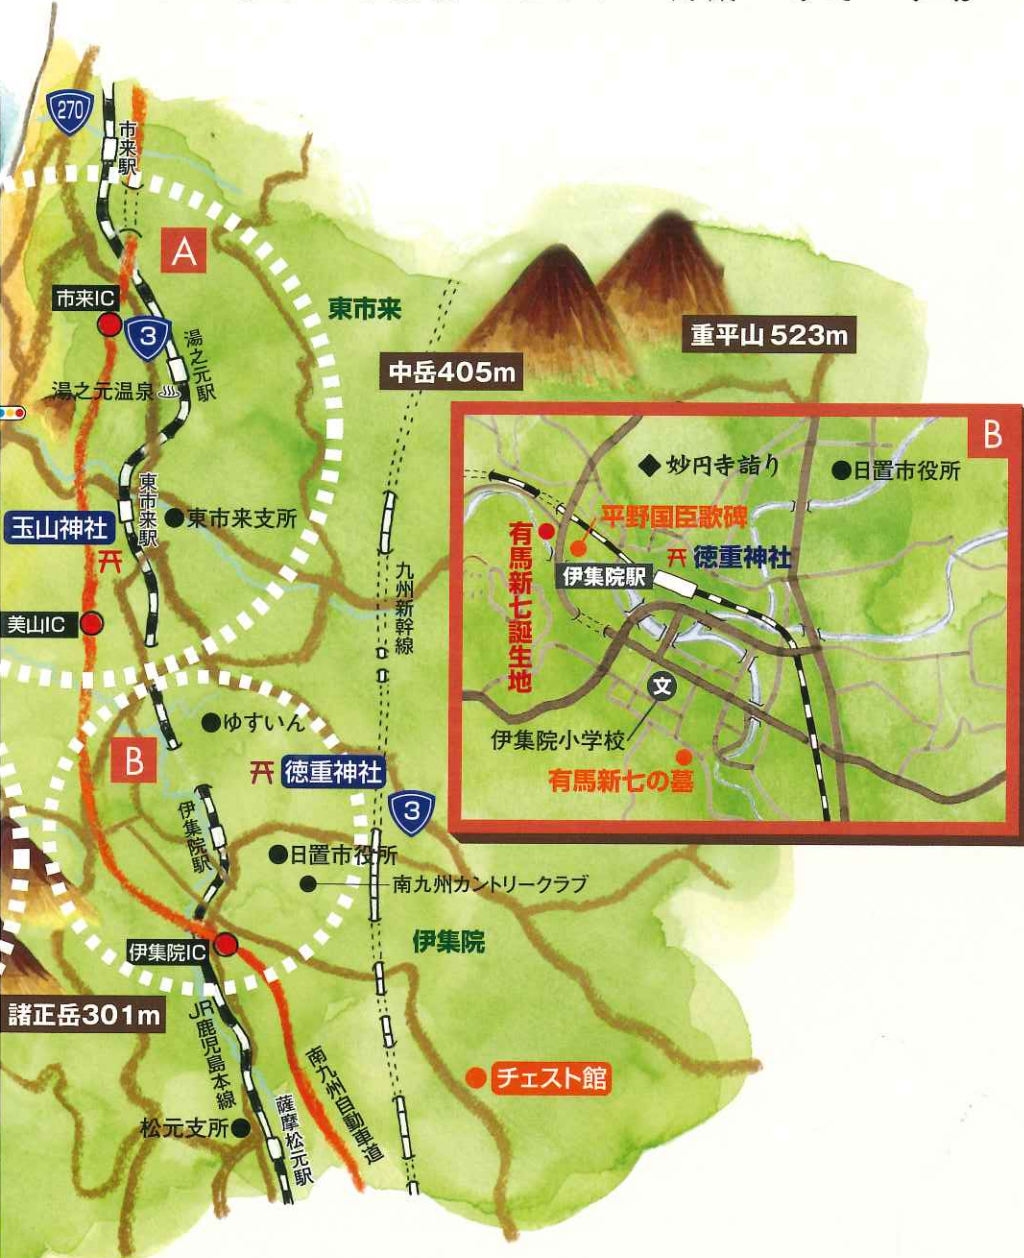 270
市来駅
A
市来IC
3
湯之元駅
湯之元温泉
東市来
中岳405m
重平山 523m
東市来駅
東市来支所
玉山神社
美山IC
九州新幹線
B
妙円寺詣り
日置市役所
平野国臣歌碑
有馬新七誕生地
徳重神社
伊集院駅
文
伊集院小学校
有馬新七の墓
ゆすいん
B
徳重神社
3
伊集院駅
日置市役所
南九州カントリークラブ
伊集院
伊集院IC
諸正岳301m
JR鹿児島本線
南九州自動車道
チェスト館
松元支所
薩摩松元駅